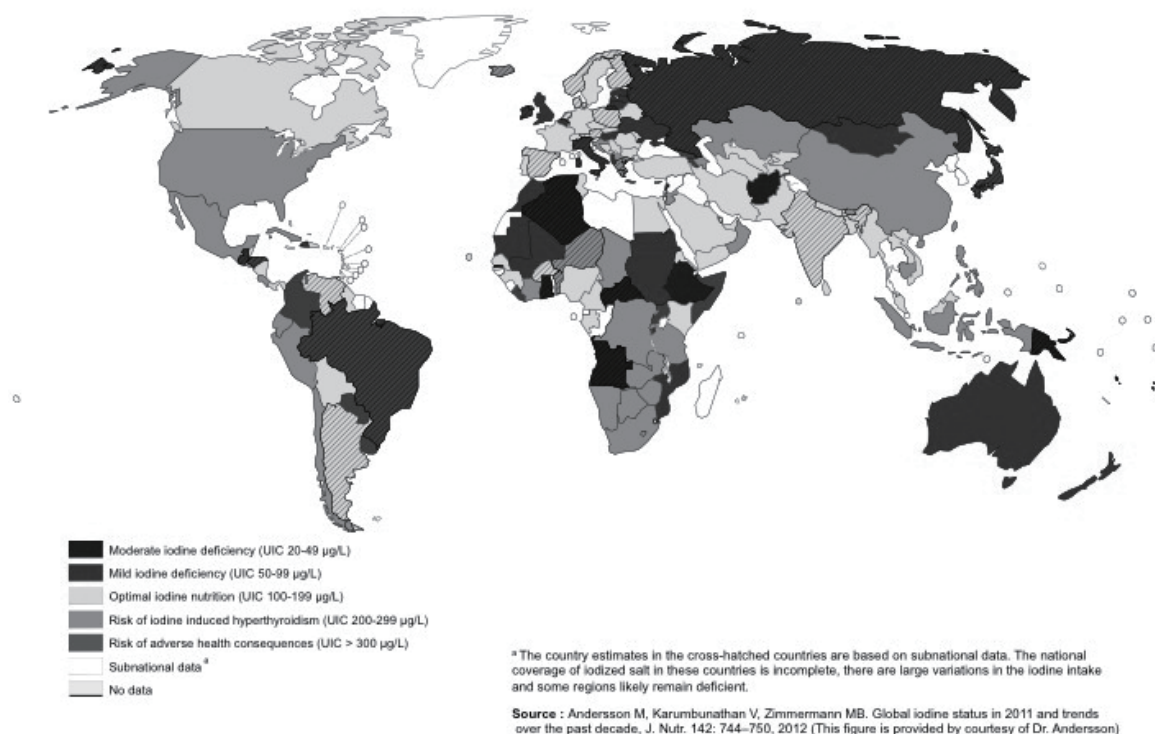 Moderate iodine deficiency (UIC 20-49 µg/L)
Mild iodine deficiency (UIC 50-99 µg/L)
Optimal iodine nutrition (UIC 100-199 µg/L)
Risk of iodine induced hyperthyroidism (UIC 200-299 µg/L)
Risk of adverse health consequences (UIC > 300 µg/L)
Subnational data a
No data
a The country estimates in the cross-hatched countries are based on subnational data. The national
coverage of iodized salt in these countries is incomplete, there are large variations in the iodine intake
and some regions likely remain deficient.
Source : Andersson M, Karumbunathan V, Zimmermann MB. Global iodine status in 2011 and trends
over the past decade, J. Nutr. 142: 744–750, 2012 (This figure is provided by courtesy of Dr. Andersson)